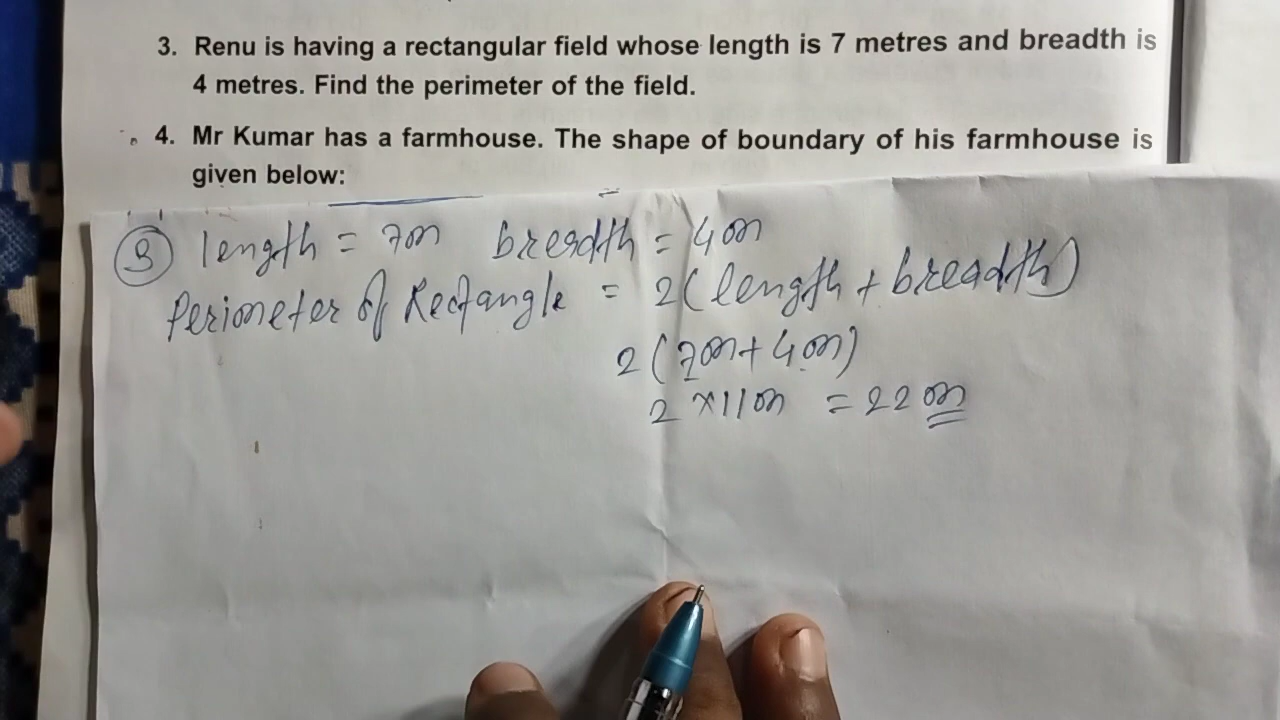 3. Renu is having a rectangular field whose length is 7 metres and breadth is
4 metres. Find the perimeter of the field.
4. Mr Kumar has a farmhouse. The shape of boundary of his farmhouse is
given below:
③ length = 7m breadth = 4m
Perimeter of Rectangle = 2(length + breadth)
2(7m+4m)
2 × 11m = 22m